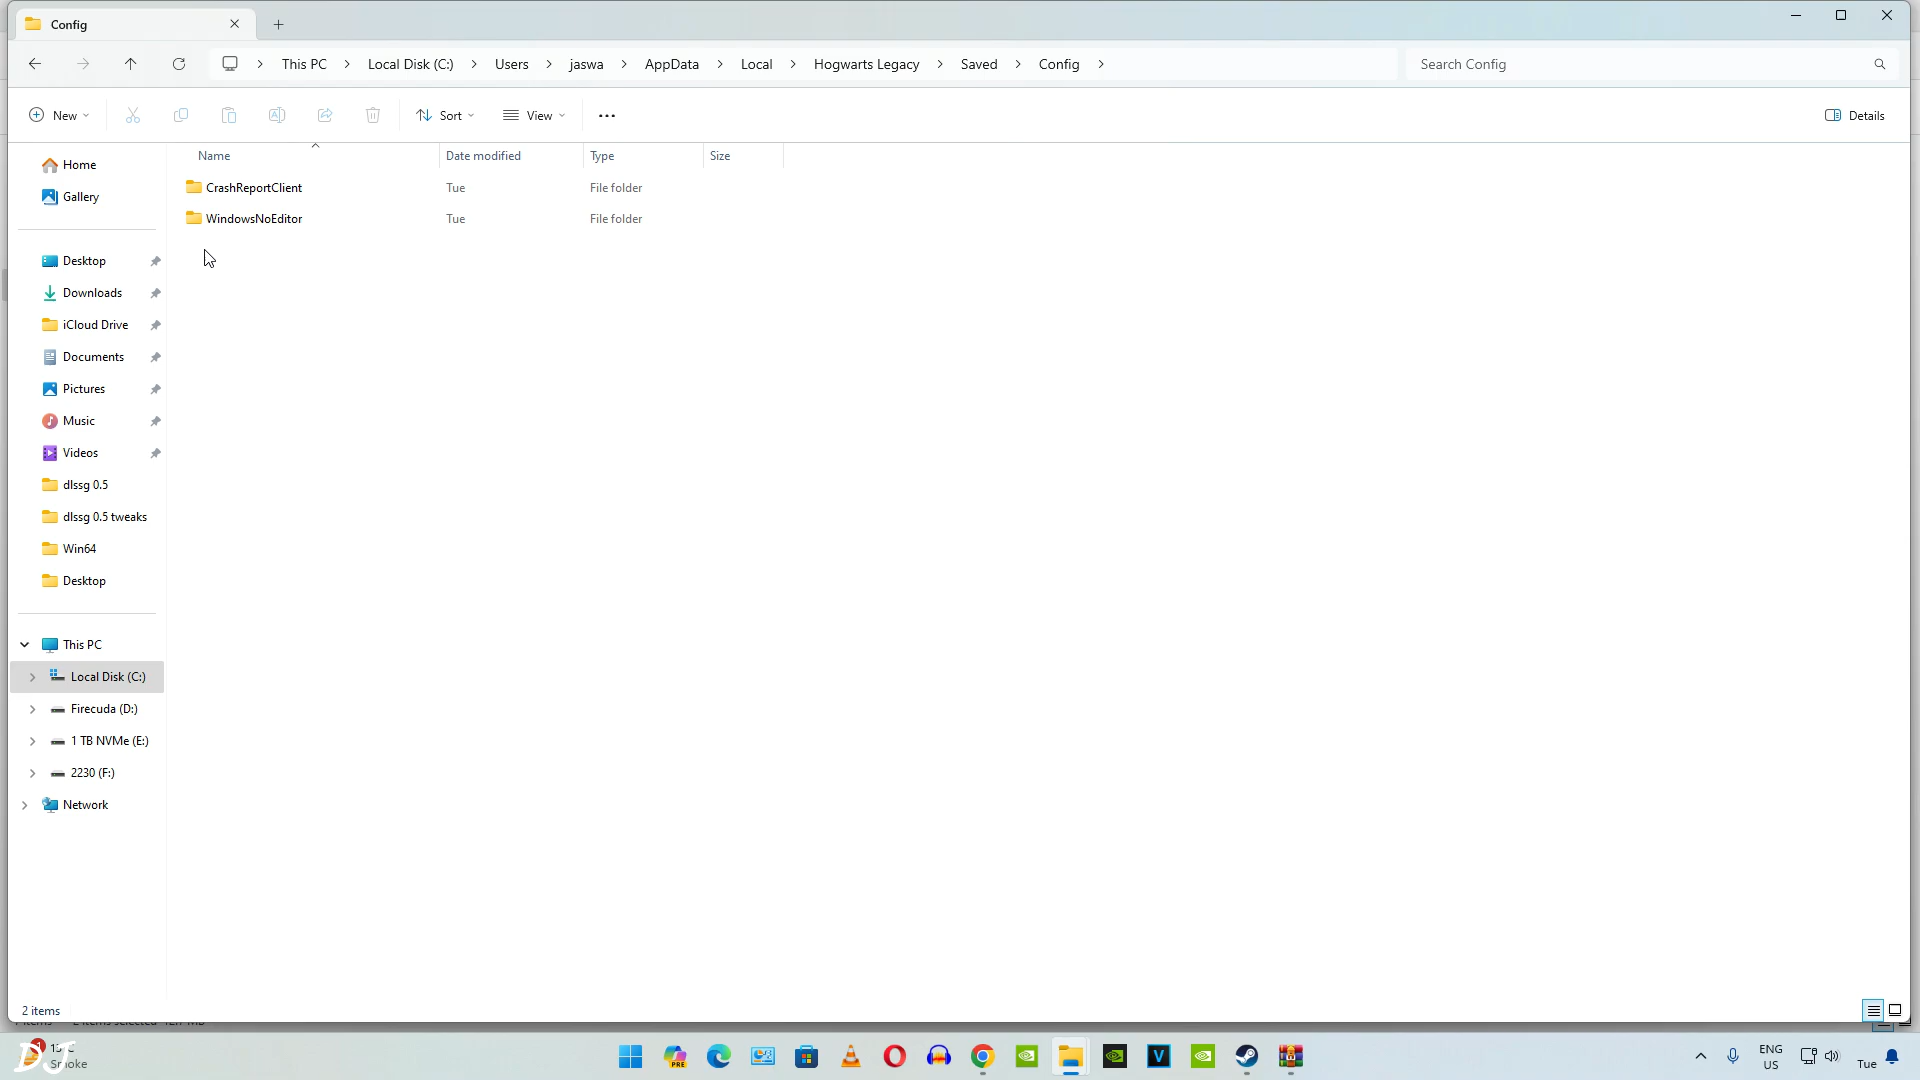 Config
This PC
Local Disk (C:)
Users
jaswa
AppData
Local
Hogwarts Legacy
Saved
Config
Search Config
New
Sort
View
Details
Name
Date modified
Type
Size
CrashReportClient
Tue
File folder
WindowsNoEditor
Tue
File folder
Home
Gallery
Desktop
Downloads
iCloud Drive
Documents
Pictures
Music
Videos
dlssg 0.5
dlssg 0.5 tweaks
Win64
Desktop
This PC
Local Disk (C:)
Firecuda (D:)
1 TB NVMe (E:)
2230 (F:)
Network
2 items
DJ
PRE
V
ENG
US
Tue